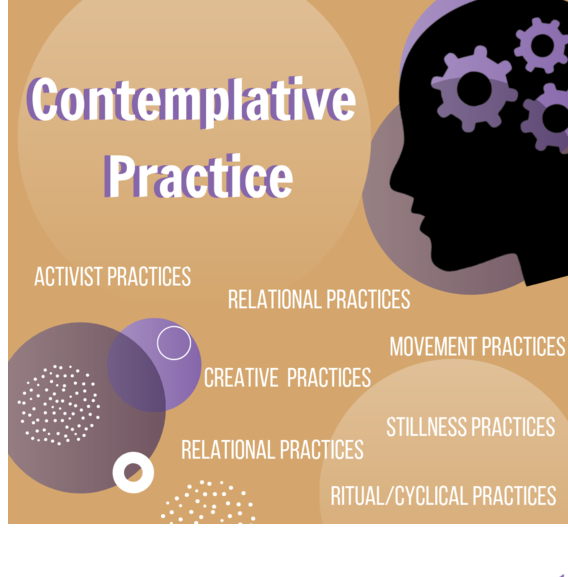 Contemplative
Practice
ACTIVIST PRACTICES
RELATIONAL PRACTICES
MOVEMENT PRACTICES
CREATIVE PRACTICES
STILLNESS PRACTICES
RELATIONAL PRACTICES
RITUAL/CYCLICAL PRACTICES